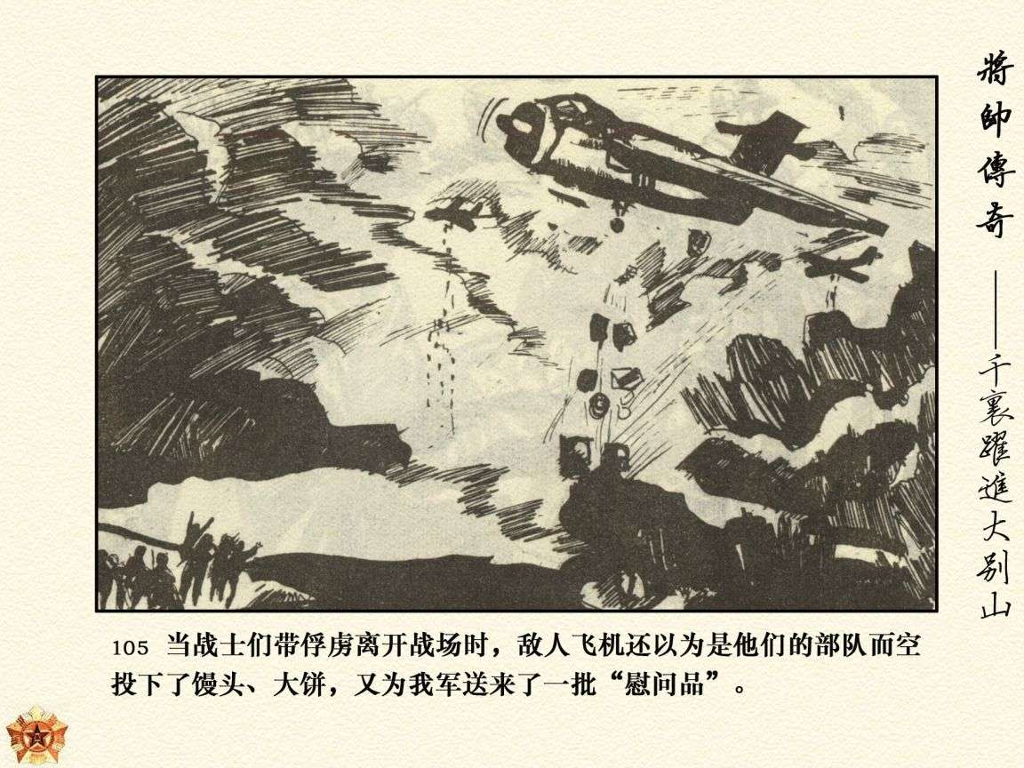 將帥傳奇——千裏躍進大别山
105 当战士们带俘虏离开战场时，敌人飞机还以为是他们的部队而空
投下了馒头、大饼，又为我军送来了一批“慰问品”。